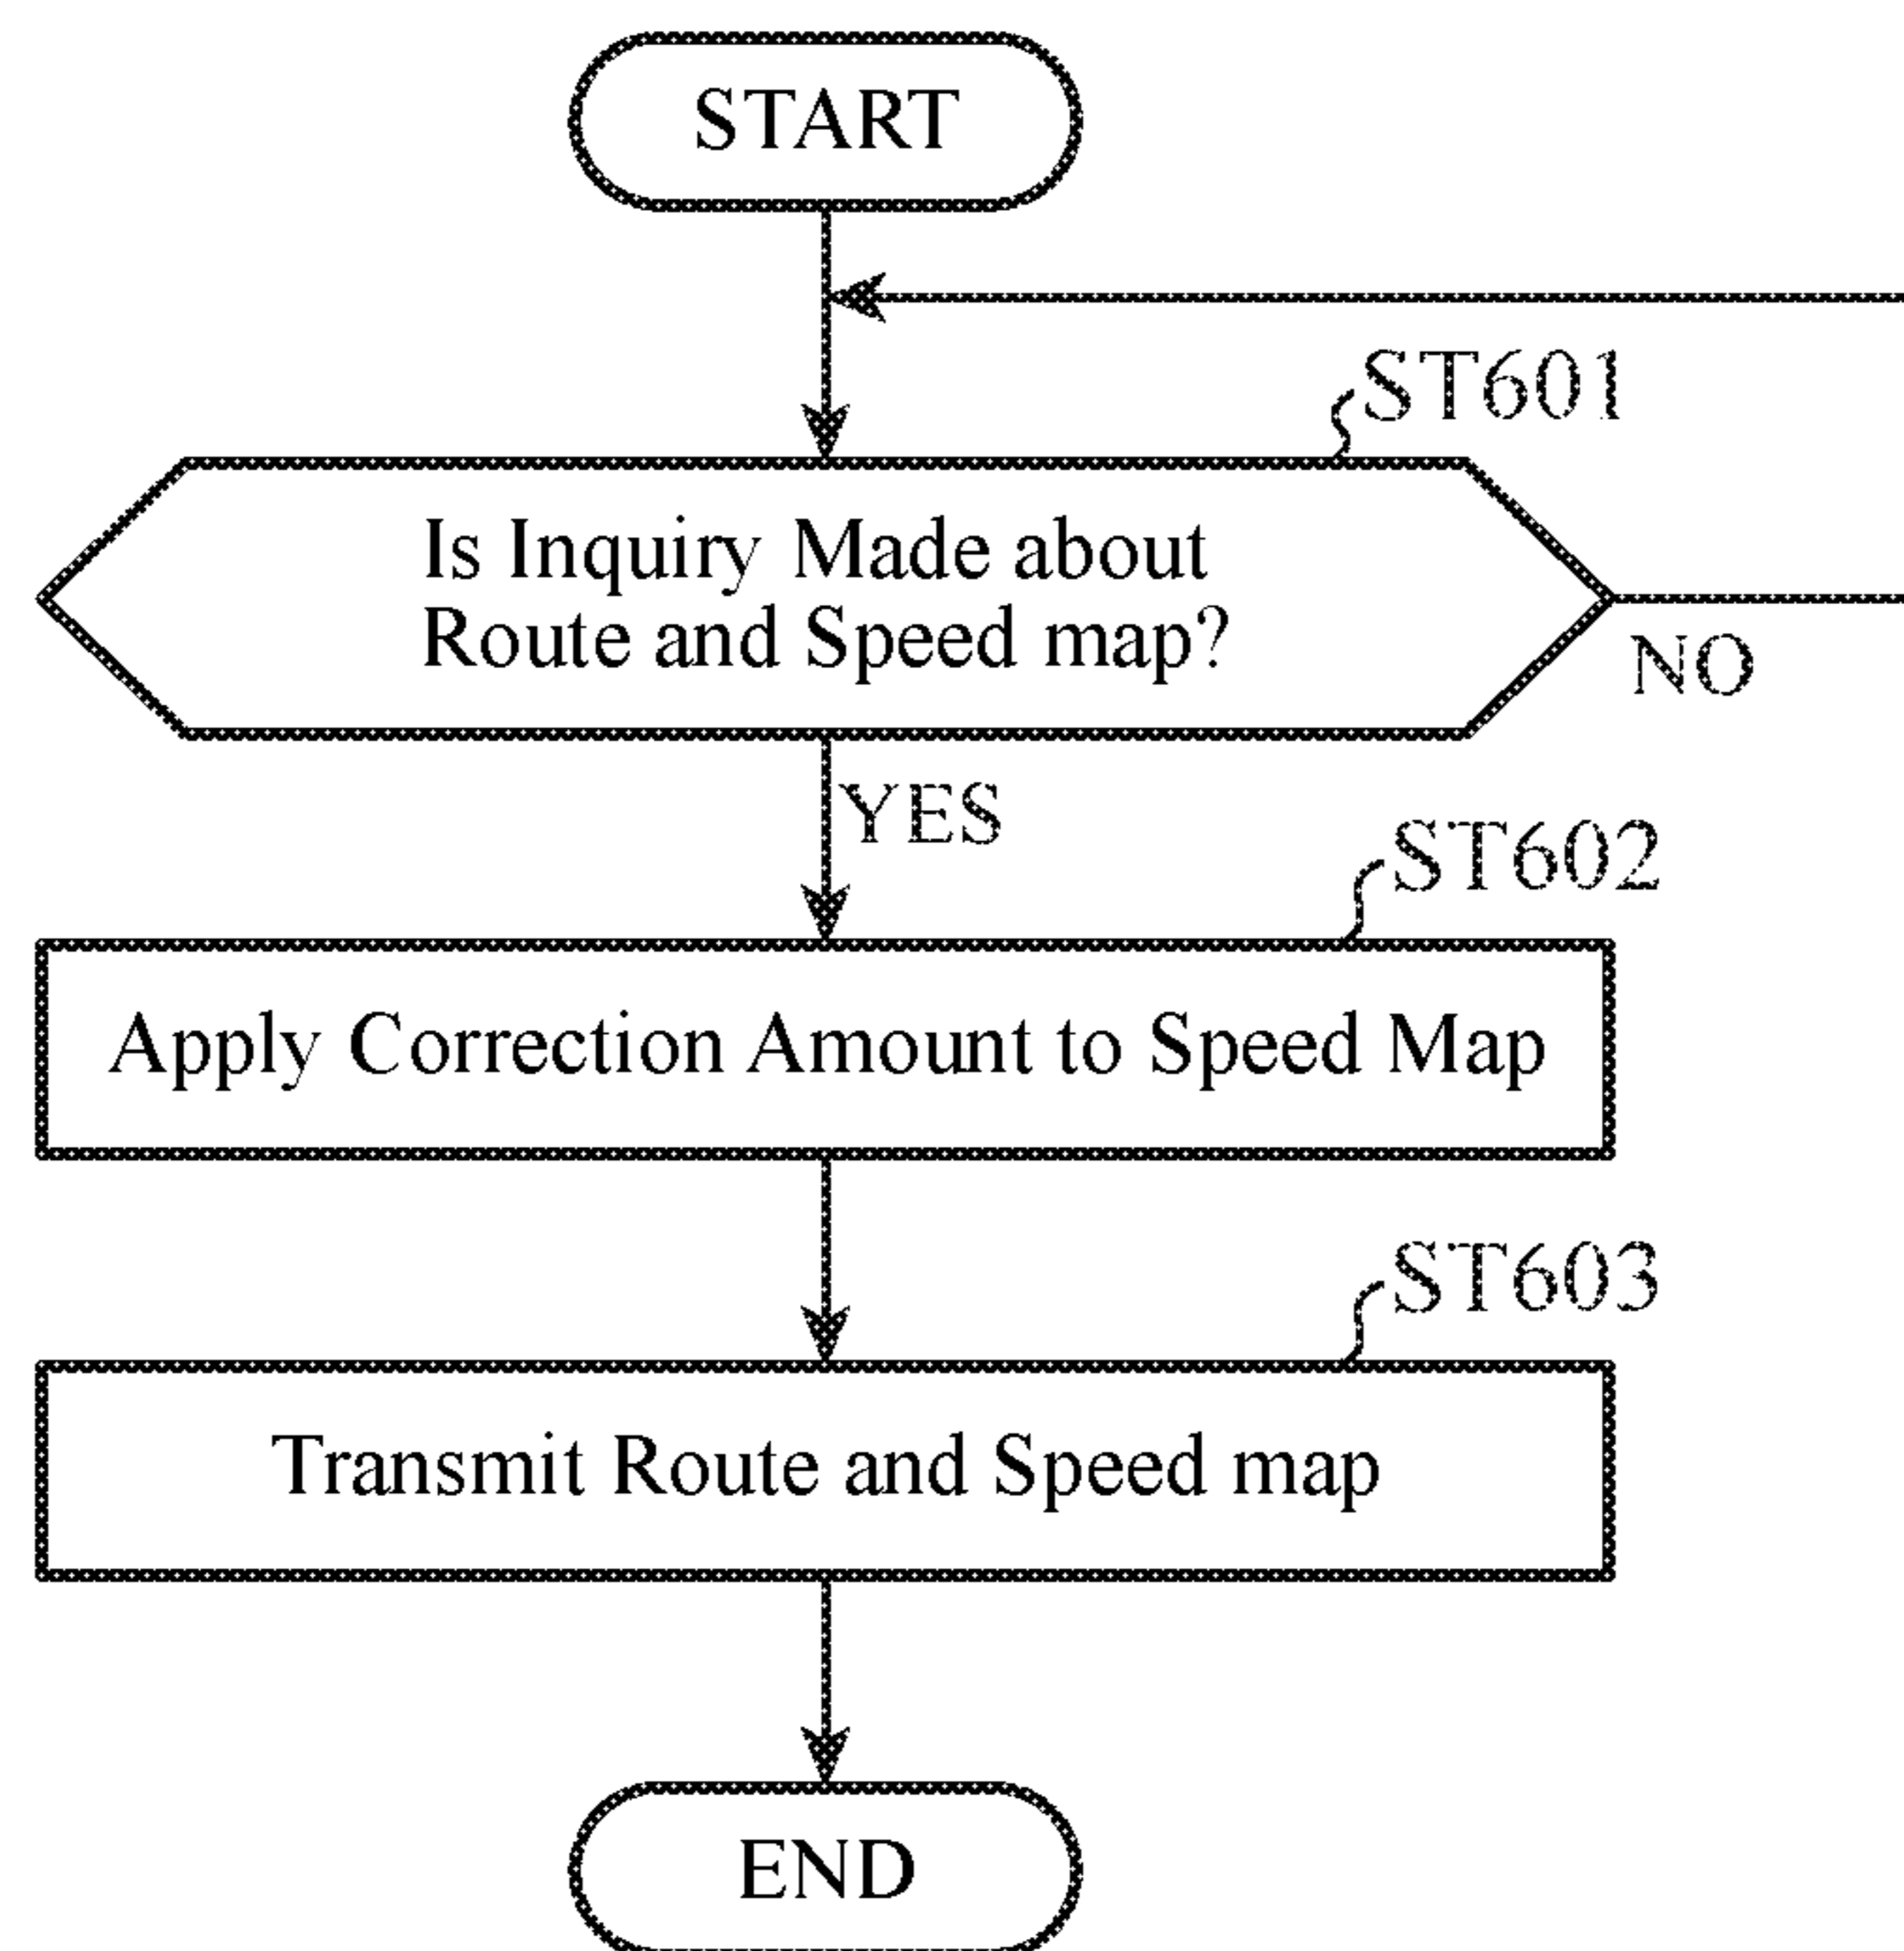 START
ST601
Is Inquiry Made about
Route and Speed map?
NO
YES
ST602
Apply Correction Amount to Speed Map
ST603
Transmit Route and Speed map
END